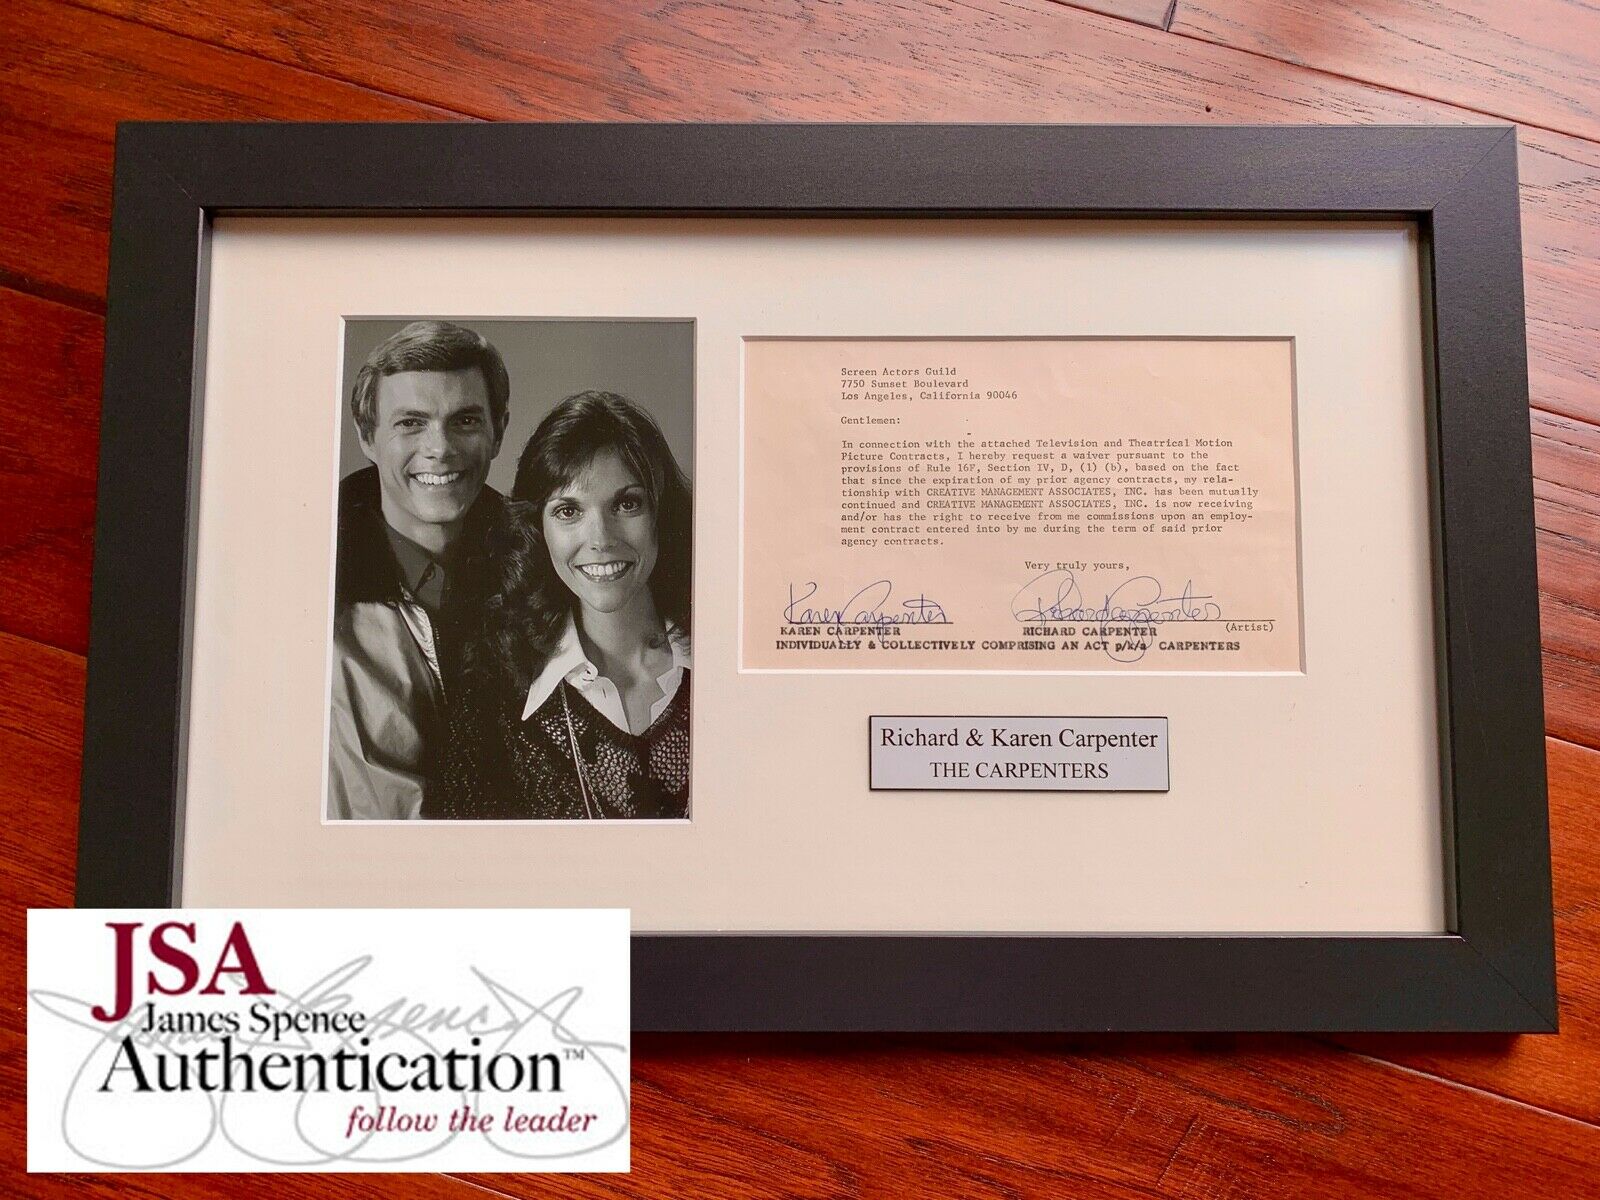 Screen Actors Guild
7750 Sunset Boulevard
Los Angeles, California 90046
Gentlemen:
In connection with the attached Television and Theatrical Motion
Picture Contracts, I hereby request a waiver pursuant to the
provisions of Rule 16F, Section IV, D, (1) (b), based on the fact
that since the expiration of my prior agency contracts, my rela-
tionship with CREATIVE MANAGEMENT ASSOCIATES, INC. has been mutually
continued and CREATIVE MANAGEMENT ASSOCIATES, INC. is now receiving
and/or has the right to receive from me commissions upon an employ-
ment contract entered into by me during the term of said prior
agency contracts.
Very truly yours,
Karen Carpenter Richard Carpenter
KAREN CARPENTER RICHARD CARPENTER (Artist)
INDIVIDUALLY & COLLECTIVELY COMPRISING AN ACT p/k/a CARPENTERS
Richard & Karen Carpenter
THE CARPENTERS
JSA
James Spence
Authentication™
follow the leader